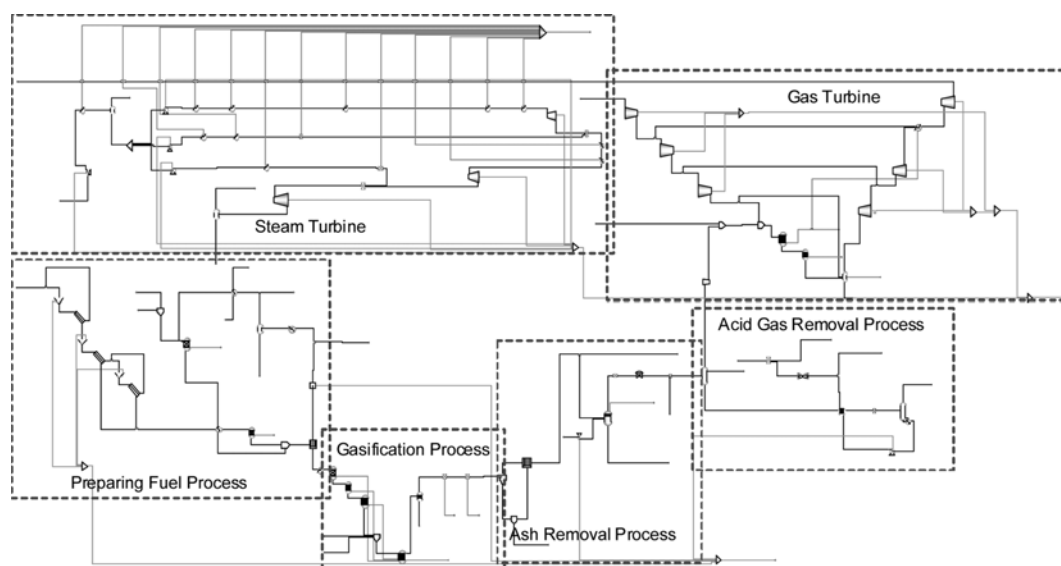 Gas Turbine
Steam Turbine
Acid Gas Removal Process
Gasification Process
Preparing Fuel Process
Ash Removal Process